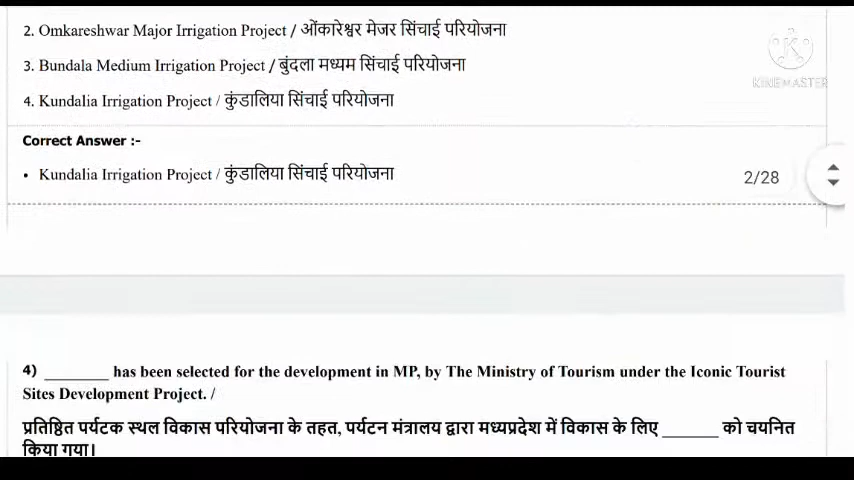 2. Omkareshwar Major Irrigation Project / ओंकारेश्वर मेजर सिंचाई परियोजना
3. Bundala Medium Irrigation Project / बुंदला मध्यम सिंचाई परियोजना
KINEMASTER
4. Kundalia Irrigation Project / कुंडालिया सिंचाई परियोजना
Correct Answer :-
• Kundalia Irrigation Project / कुंडालिया सिंचाई परियोजना
2/28
4) ________ has been selected for the development in MP, by The Ministry of Tourism under the Iconic Tourist
Sites Development Project. /
प्रतिष्ठित पर्यटक स्थल विकास परियोजना के तहत, पर्यटन मंत्रालय द्वारा मध्यप्रदेश में विकास के लिए _______ को चयनित
किया गया।